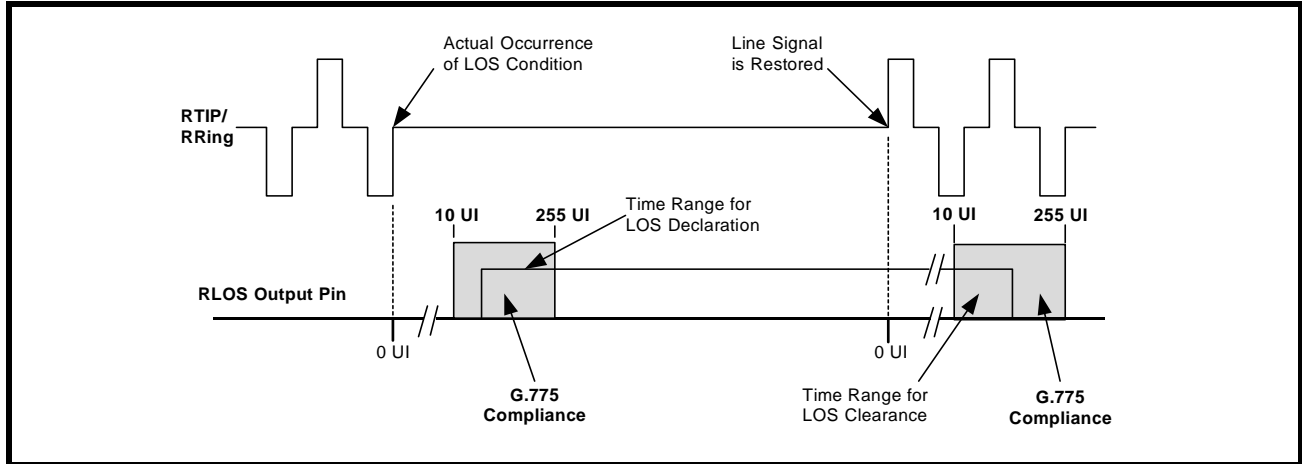 Actual Occurrence
of LOS Condition
Line Signal
is Restored
RTIP/
RRing
Time Range for
LOS Declaration
10 UI
255 UI
10 UI
255 UI
RLOS Output Pin
0 UI
0 UI
G.775
Compliance
Time Range for
LOS Clearance
G.775
Compliance